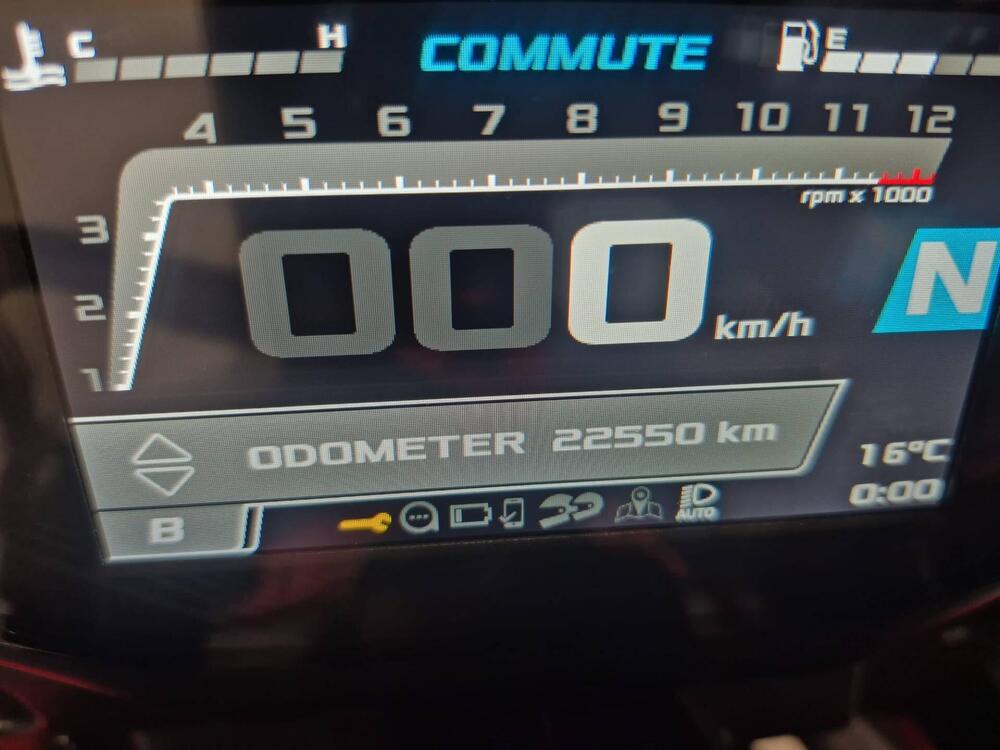 C H COMMUTE E
4 5 6 7 8 9 10 11 12
rpm x 1000
3
000 km/h N
2
1
ODOMETER 22550 km
16°C
0:00
B
AUTO